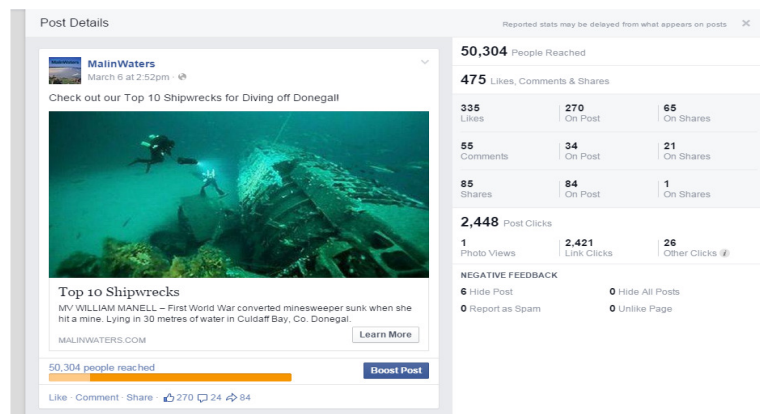 Post Details
Reported stats may be delayed from what appears on posts
MalinWaters
MalinWaters
March 6 at 2:52pm ·
Check out our Top 10 Shipwrecks for Diving off Donegal!
Top 10 Shipwrecks
MV WILLIAM MANELL – First World War converted minesweeper sunk when she
hit a mine. Lying in 30 metres of water in Culdaff Bay, Co. Donegal.
Learn More
MALINWATERS.COM
50,304 people reached
Boost Post
Like · Comment · Share · 270 24 84
50,304 People Reached
475 Likes, Comments & Shares
335 270 65
Likes On Post On Shares
55 34 21
Comments On Post On Shares
85 84 1
Shares On Post On Shares
2,448 Post Clicks
1 2,421 26
Photo Views Link Clicks Other Clicks i
NEGATIVE FEEDBACK
6 Hide Post 0 Hide All Posts
0 Report as Spam 0 Unlike Page